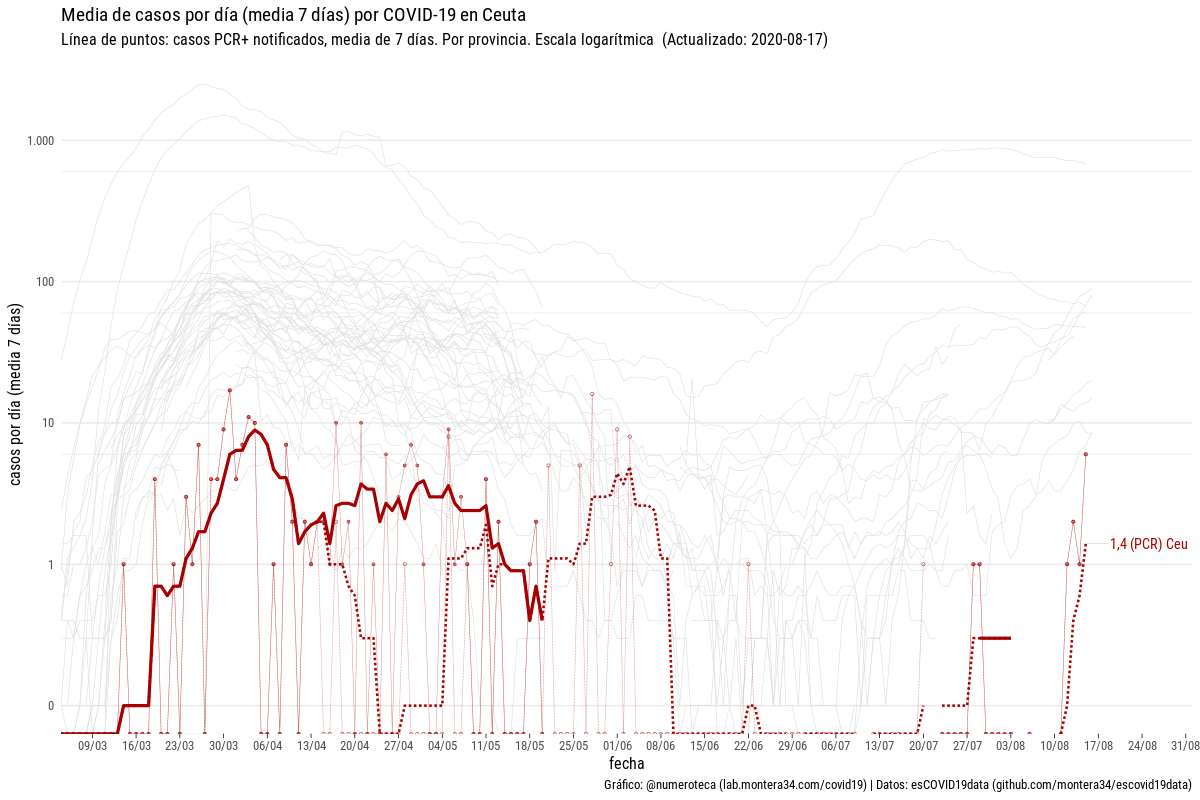 Media de casos por día (media 7 días) por COVID-19 en Ceuta
Línea de puntos: casos PCR+ notificados, media de 7 días. Por provincia. Escala logarítmica (Actualizado: 2020-08-17)
casos por día (media 7 días)
1.000
100
10
1
0
1,4 (PCR) Ceu
09/03 16/03 23/03 30/03 06/04 13/04 20/04 27/04 04/05 11/05 18/05 25/05 01/06 08/06 15/06 22/06 29/06 06/07 13/07 20/07 27/07 03/08 10/08 17/08 24/08 31/08
fecha
Gráfico: @numeroteca (lab.montera34.com/covid19) | Datos: esCOVID19data (github.com/montera34/escovid19data)